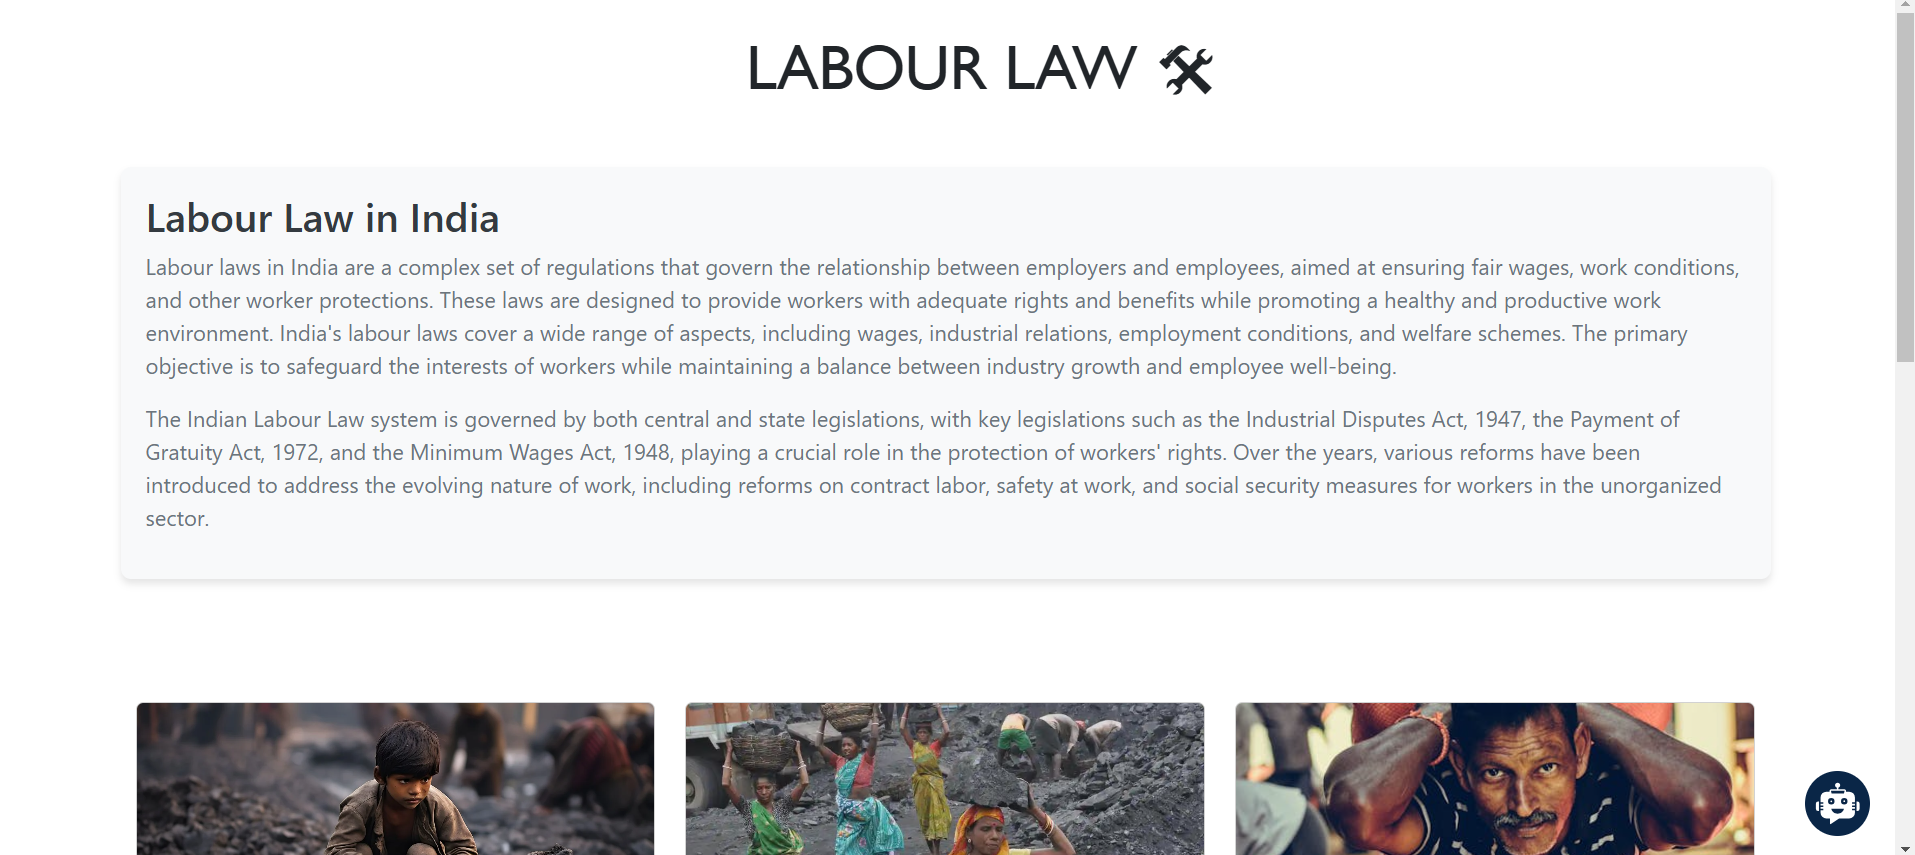 LABOUR LAW 🛠
Labour Law in India
Labour laws in India are a complex set of regulations that govern the relationship between employers and employees, aimed at ensuring fair wages, work conditions,
and other worker protections. These laws are designed to provide workers with adequate rights and benefits while promoting a healthy and productive work
environment. India's labour laws cover a wide range of aspects, including wages, industrial relations, employment conditions, and welfare schemes. The primary
objective is to safeguard the interests of workers while maintaining a balance between industry growth and employee well-being.
The Indian Labour Law system is governed by both central and state legislations, with key legislations such as the Industrial Disputes Act, 1947, the Payment of
Gratuity Act, 1972, and the Minimum Wages Act, 1948, playing a crucial role in the protection of workers' rights. Over the years, various reforms have been
introduced to address the evolving nature of work, including reforms on contract labor, safety at work, and social security measures for workers in the unorganized
sector.